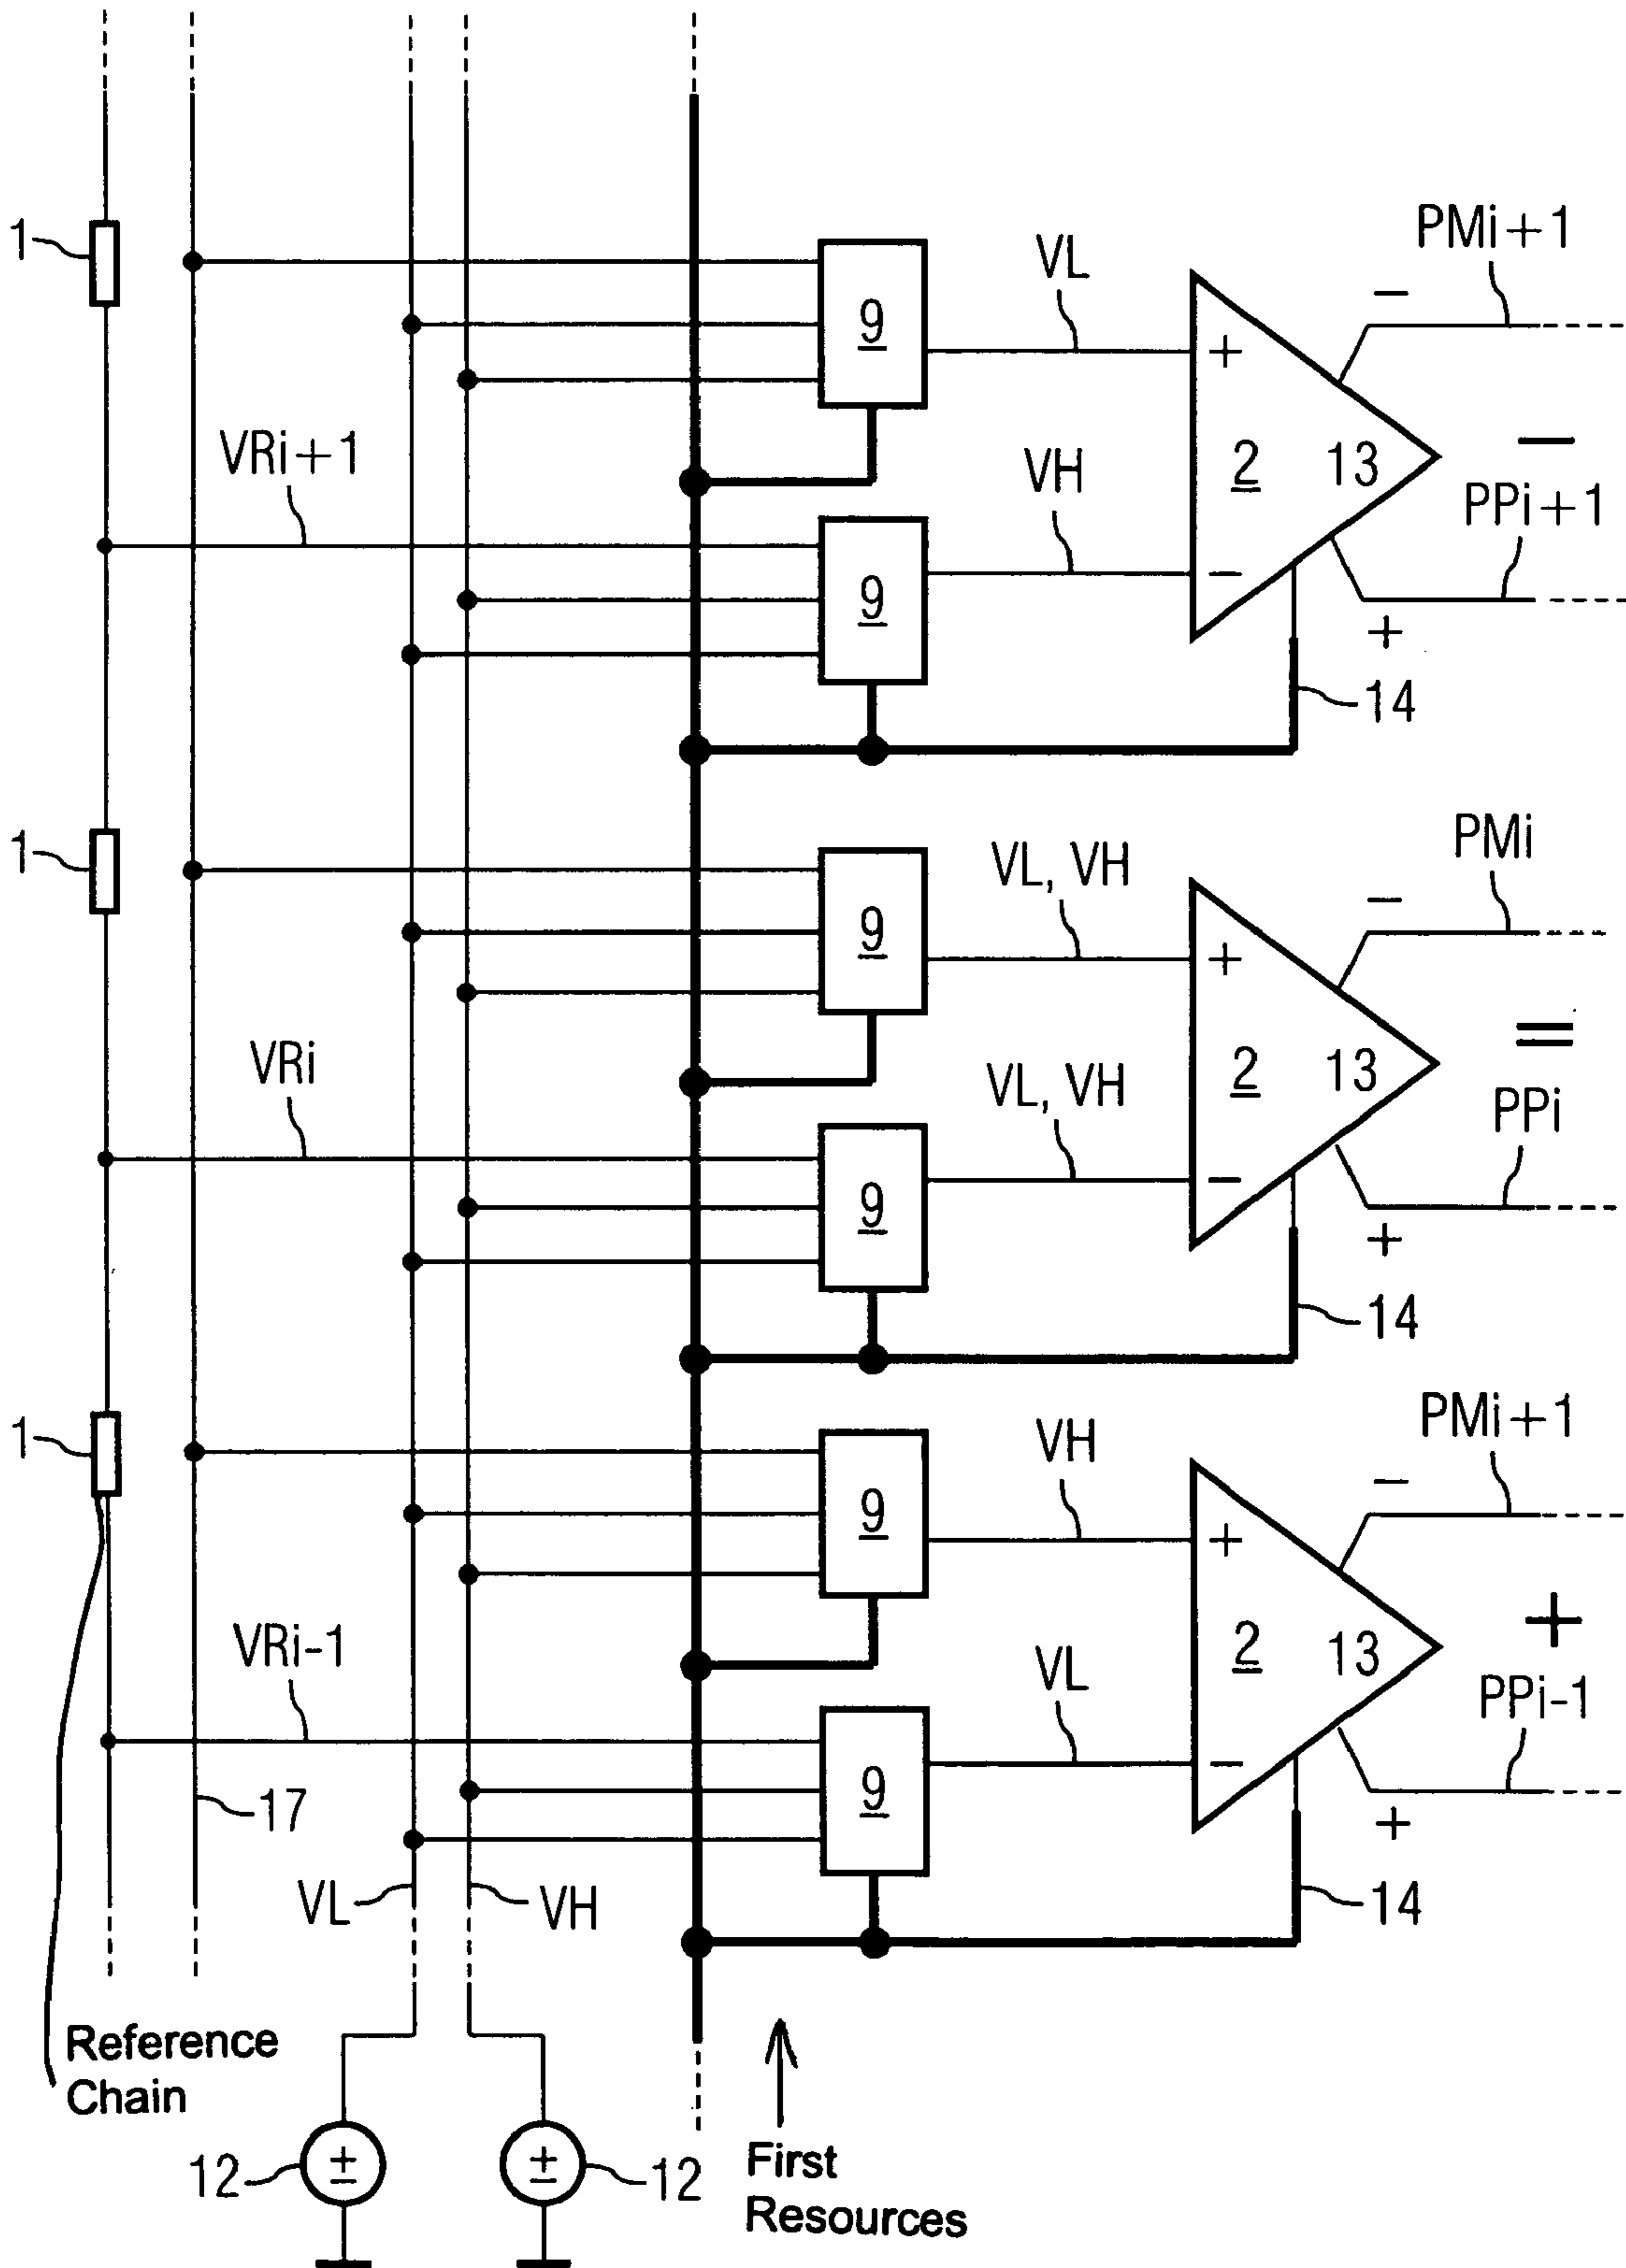 1
9
VL
PMi+1
−
+
VRi+1
VH
2 13
−
PPi+1
9
−
+
14
1
9
VL, VH
PMi
−
+
VRi
VL, VH
2 13
=
PPi
9
−
+
14
1
9
VH
PMi+1
−
+
VRi-1
VL
2 13
+
PPi-1
9
−
+
17
VL
VH
14
Reference
Chain
12
±
±
12
First
Resources